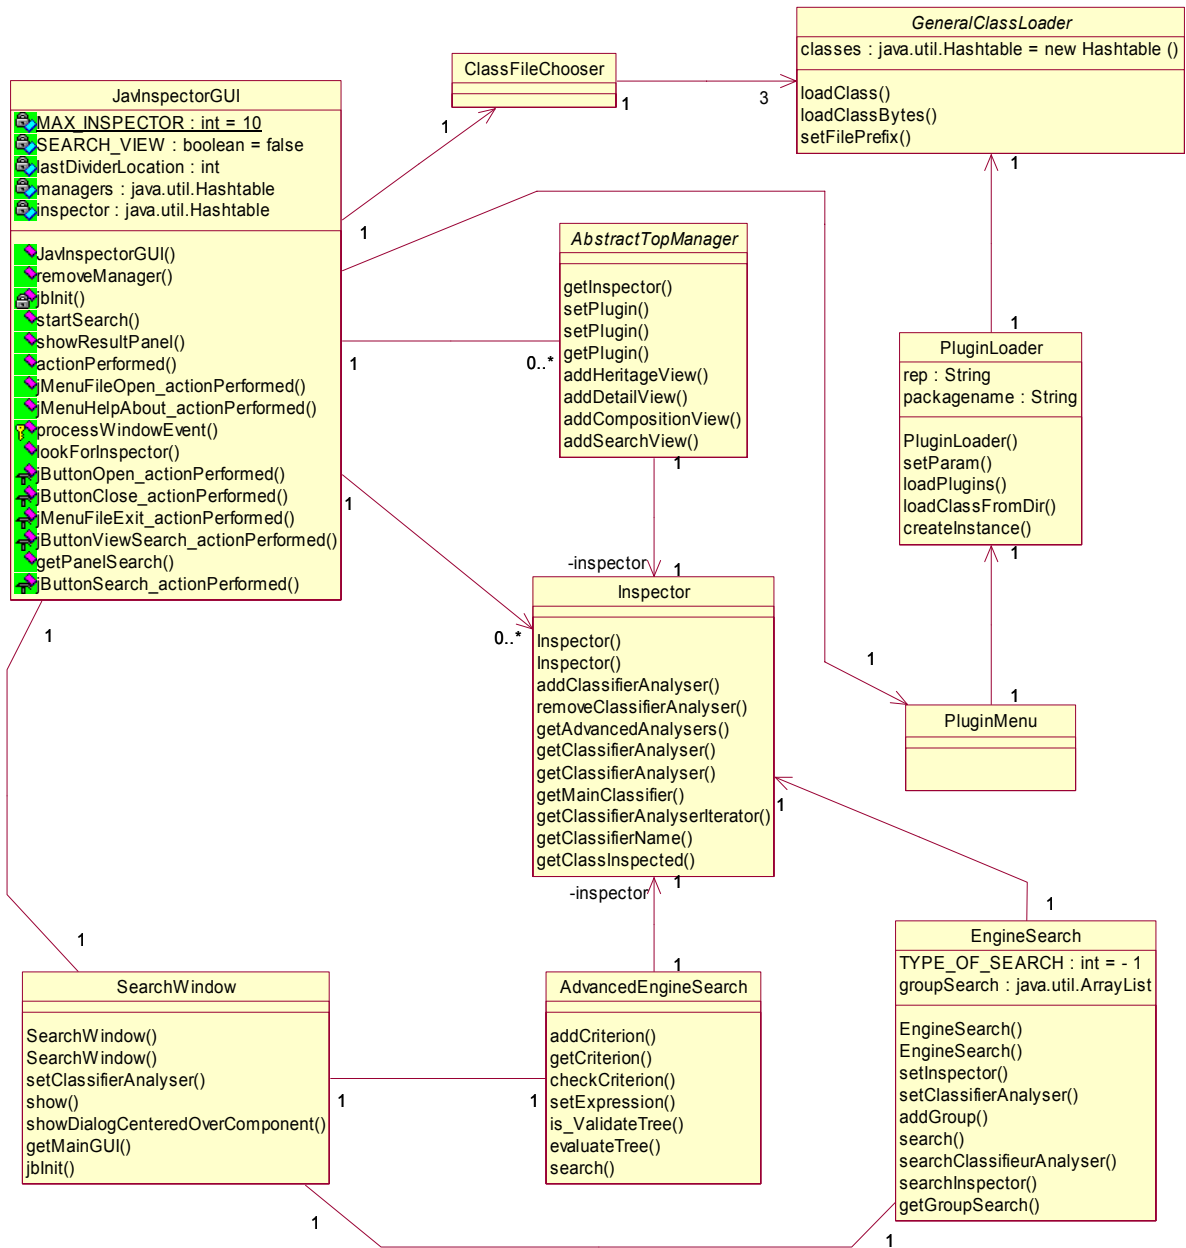 GeneralClassLoader
classes : java.util.Hashtable = new Hashtable ()
loadClass()
loadClassBytes()
setFilePrefix()
ClassFileChooser
1
3
1
1
1
JavInspectorGUI
MAX_INSPECTOR : int = 10
SEARCH_VIEW : boolean = false
lastDividerLocation : int
managers : java.util.Hashtable
inspector : java.util.Hashtable
JavInspectorGUI()
removeManager()
jbInit()
startSearch()
showResultPanel()
actionPerformed()
jMenuFileOpen_actionPerformed()
jMenuHelpAbout_actionPerformed()
processWindowEvent()
lookForInspector()
jButtonOpen_actionPerformed()
jButtonClose_actionPerformed()
jMenuFileExit_actionPerformed()
jButtonViewSearch_actionPerformed()
getPanelSearch()
jButtonSearch_actionPerformed()
AbstractTopManager
getInspector()
setPlugin()
setPlugin()
getPlugin()
addHeritageView()
addDetailView()
addCompositionView()
addSearchView()
1
0..*
1
1
PluginLoader
rep : String
packagename : String
PluginLoader()
setParam()
loadPlugins()
loadClassFromDir()
createInstance()
1
1
-inspector
1
0..*
Inspector
Inspector()
Inspector()
addClassifierAnalyser()
removeClassifierAnalyser()
getAdvancedAnalysers()
getClassifierAnalyser()
getClassifierAnalyser()
getMainClassifier()
getClassifierAnalyserIterator()
getClassifierName()
getClassInspected()
1
1
PluginMenu
1
1
-inspector
1
1
1
1
EngineSearch
TYPE_OF_SEARCH : int = - 1
groupSearch : java.util.ArrayList
EngineSearch()
EngineSearch()
setInspector()
setClassifierAnalyser()
addGroup()
search()
searchClassifieurAnalyser()
searchInspector()
getGroupSearch()
SearchWindow
SearchWindow()
SearchWindow()
setClassifierAnalyser()
show()
showDialogCenteredOverComponent()
getMainGUI()
jbInit()
AdvancedEngineSearch
addCriterion()
getCriterion()
checkCriterion()
setExpression()
is_ValidateTree()
evaluateTree()
search()
1
1
1
1